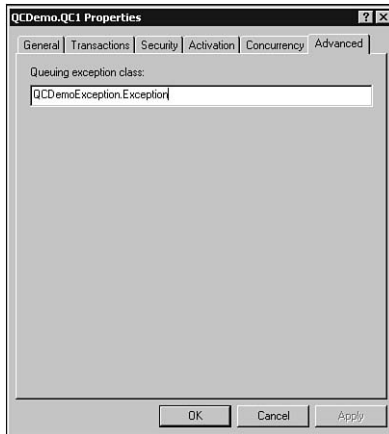 QCDemo.QC1 Properties
? X
General Transactions Security Activation Concurrency Advanced
Queuing exception class:
QCDemoException.Exception
OK Cancel Apply